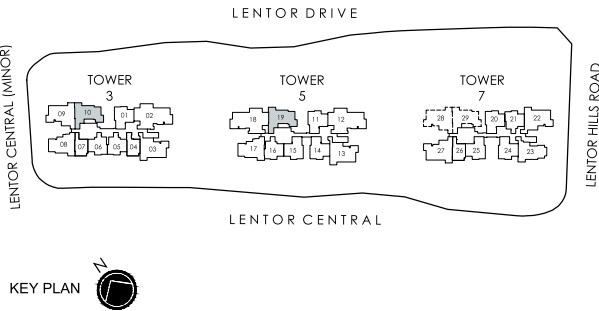 LENTOR DRIVE
LENTOR CENTRAL (MINOR)
LENTOR HILLS ROAD
TOWER
3
TOWER
5
TOWER
7
09 10 01 02
08 07 06 05 04 03
18 19 11 12
17 16 15 14 13
28 29 20 21 22
27 26 25 24 23
LENTOR CENTRAL
N
KEY PLAN